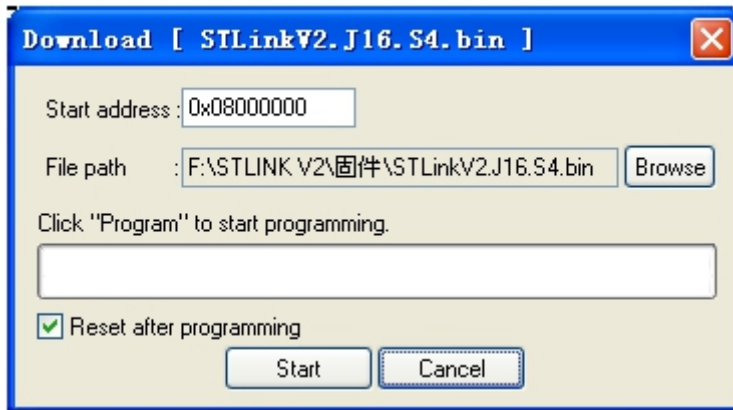 Download [ STLinkV2.J16.S4.bin ]
Start address : 0x08000000
File path : F:\STLINK V2\固件\STLinkV2.J16.S4.bin Browse
Click "Program" to start programming.
Reset after programming
Start Cancel